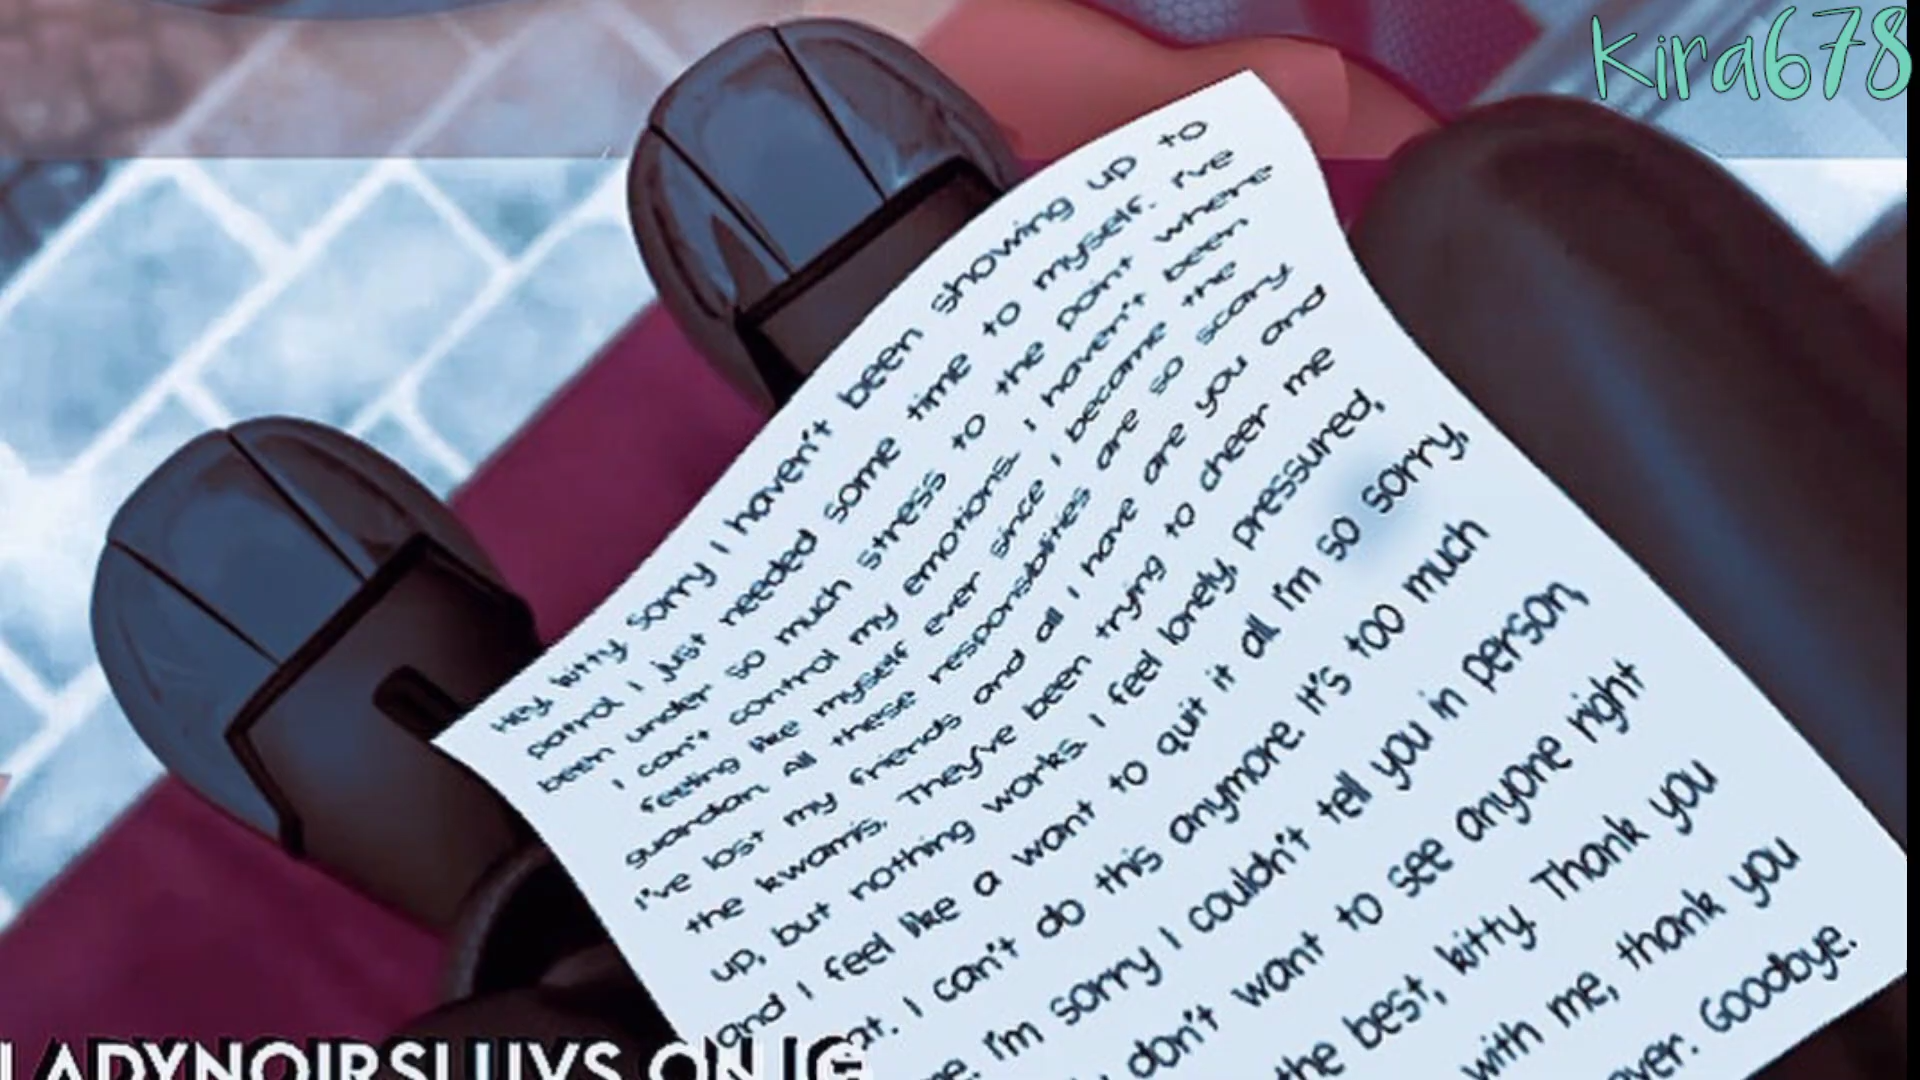 Kira678
Hey, kitty. Sorry I haven't been showing up to
patrol I just needed some time to myself. I've
been under so much stress to the point where
I can't control my emotions. I haven't been
feeling like myself ever since I became the
guardian. All these responsibilities are so scary.
I've lost my friends and all I have are you and
the kwamis. They've been trying to cheer me
up, but nothing works. I feel lonely, pressured,
and I feel like a want to quit it all. I'm so sorry,
I can't do this anymore. It's too much
I'm sorry I couldn't tell you in person,
don't want to see anyone right
the best, kitty. Thank you
with me, thank you
Goodbye.
LADYNOIRSLUVS ON IG